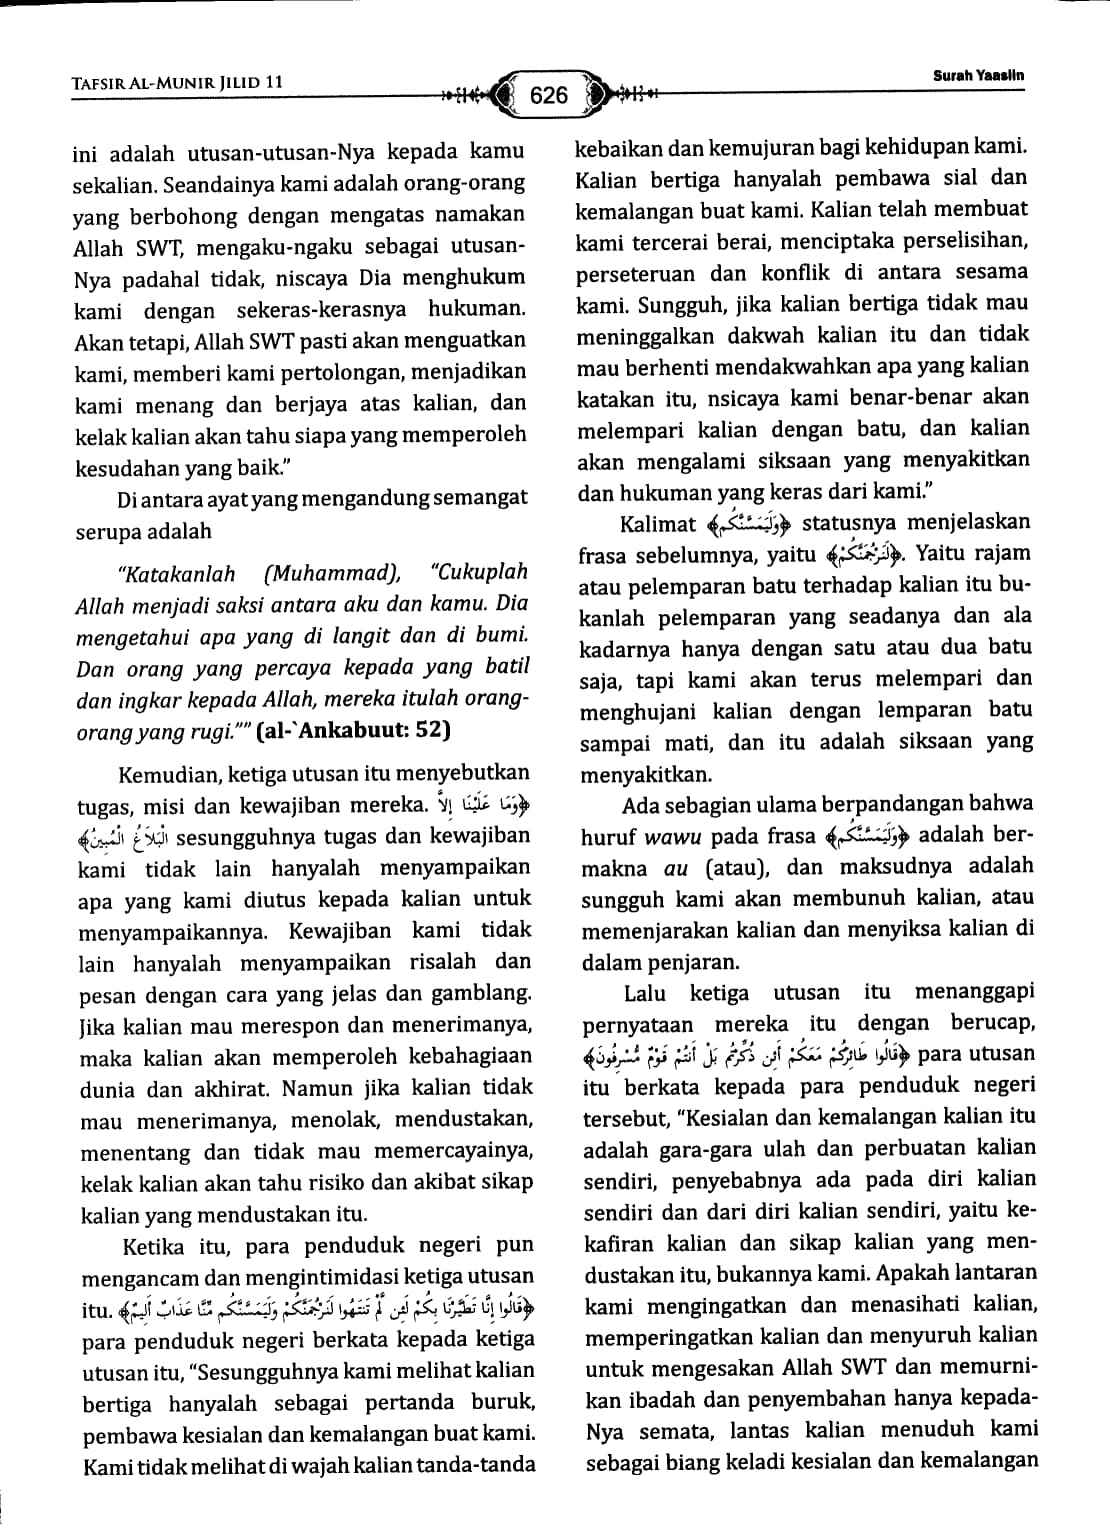 TAFSIR AL-MUNIR JILID 11
626
Surah Yaasiin
ini adalah utusan-utusan-Nya kepada kamu
sekalian. Seandainya kami adalah orang-orang
yang berbohong dengan mengatas namakan
Allah SWT, mengaku-ngaku sebagai utusan-
Nya padahal tidak, niscaya Dia menghukum
kami dengan sekeras-kerasnya hukuman.
Akan tetapi, Allah SWT pasti akan menguatkan
kami, memberi kami pertolongan, menjadikan
kami menang dan berjaya atas kalian, dan
kelak kalian akan tahu siapa yang memperoleh
kesudahan yang baik.”
Di antara ayat yang mengandung semangat
serupa adalah
“Katakanlah (Muhammad), “Cukuplah
Allah menjadi saksi antara aku dan kamu. Dia
mengetahui apa yang di langit dan di bumi.
Dan orang yang percaya kepada yang batil
dan ingkar kepada Allah, mereka itulah orang-
orang yang rugi.”” (al-`Ankabuut: 52)
Kemudian, ketiga utusan itu menyebutkan
tugas, misi dan kewajiban mereka. ﴿وَمَا عَلَيْنَا إِلاَّ
الْبَلاَغُ الْمُبِينُ﴾ sesungguhnya tugas dan kewajiban
kami tidak lain hanyalah menyampaikan
apa yang kami diutus kepada kalian untuk
menyampaikannya. Kewajiban kami tidak
lain hanyalah menyampaikan risalah dan
pesan dengan cara yang jelas dan gamblang.
Jika kalian mau merespon dan menerimanya,
maka kalian akan memperoleh kebahagiaan
dunia dan akhirat. Namun jika kalian tidak
mau menerimanya, menolak, mendustakan,
menentang dan tidak mau memercayainya,
kelak kalian akan tahu risiko dan akibat sikap
kalian yang mendustakan itu.
Ketika itu, para penduduk negeri pun
mengancam dan mengintimidasi ketiga utusan
itu. ﴿قَالُوا إِنَّا تَطَيَّرْنَا بِكُمْ لَئِن لَّمْ تَنتَهُوا لَنَرْجُمَنَّكُمْ وَلَيَمَسَّنَّكُم مِّنَّا عَذَابٌ أَلِيمٌ﴾
para penduduk negeri berkata kepada ketiga
utusan itu, “Sesungguhnya kami melihat kalian
bertiga hanyalah sebagai pertanda buruk,
pembawa kesialan dan kemalangan buat kami.
Kami tidak melihat di wajah kalian tanda-tanda
kebaikan dan kemujuran bagi kehidupan kami.
Kalian bertiga hanyalah pembawa sial dan
kemalangan buat kami. Kalian telah membuat
kami tercerai berai, menciptaka perselisihan,
perseteruan dan konflik di antara sesama
kami. Sungguh, jika kalian bertiga tidak mau
meninggalkan dakwah kalian itu dan tidak
mau berhenti mendakwahkan apa yang kalian
katakan itu, nsicaya kami benar-benar akan
melempari kalian dengan batu, dan kalian
akan mengalami siksaan yang menyakitkan
dan hukuman yang keras dari kami.”
Kalimat ﴿وَلَيَمَسَّنَّكُم﴾ statusnya menjelaskan
frasa sebelumnya, yaitu ﴿لَنَرْجُمَنَّكُمْ﴾. Yaitu rajam
atau pelemparan batu terhadap kalian itu bu-
kanlah pelemparan yang seadanya dan ala
kadarnya hanya dengan satu atau dua batu
saja, tapi kami akan terus melempari dan
menghujani kalian dengan lemparan batu
sampai mati, dan itu adalah siksaan yang
menyakitkan.
Ada sebagian ulama berpandangan bahwa
huruf wawu pada frasa ﴿وَلَيَمَسَّنَّكُم﴾ adalah ber-
makna au (atau), dan maksudnya adalah
sungguh kami akan membunuh kalian, atau
memenjarakan kalian dan menyiksa kalian di
dalam penjaran.
Lalu ketiga utusan itu menanggapi
pernyataan mereka itu dengan berucap,
﴿قَالُوا طَائِرُكُمْ مَعَكُمْ أَئِن ذُكِّرْتُم بَلْ أَنتُمْ قَوْمٌ مُّسْرِفُونَ﴾ para utusan
itu berkata kepada para penduduk negeri
tersebut, “Kesialan dan kemalangan kalian itu
adalah gara-gara ulah dan perbuatan kalian
sendiri, penyebabnya ada pada diri kalian
sendiri dan dari diri kalian sendiri, yaitu ke-
kafiran kalian dan sikap kalian yang men-
dustakan itu, bukannya kami. Apakah lantaran
kami mengingatkan dan menasihati kalian,
memperingatkan kalian dan menyuruh kalian
untuk mengesakan Allah SWT dan memurni-
kan ibadah dan penyembahan hanya kepada-
Nya semata, lantas kalian menuduh kami
sebagai biang keladi kesialan dan kemalangan